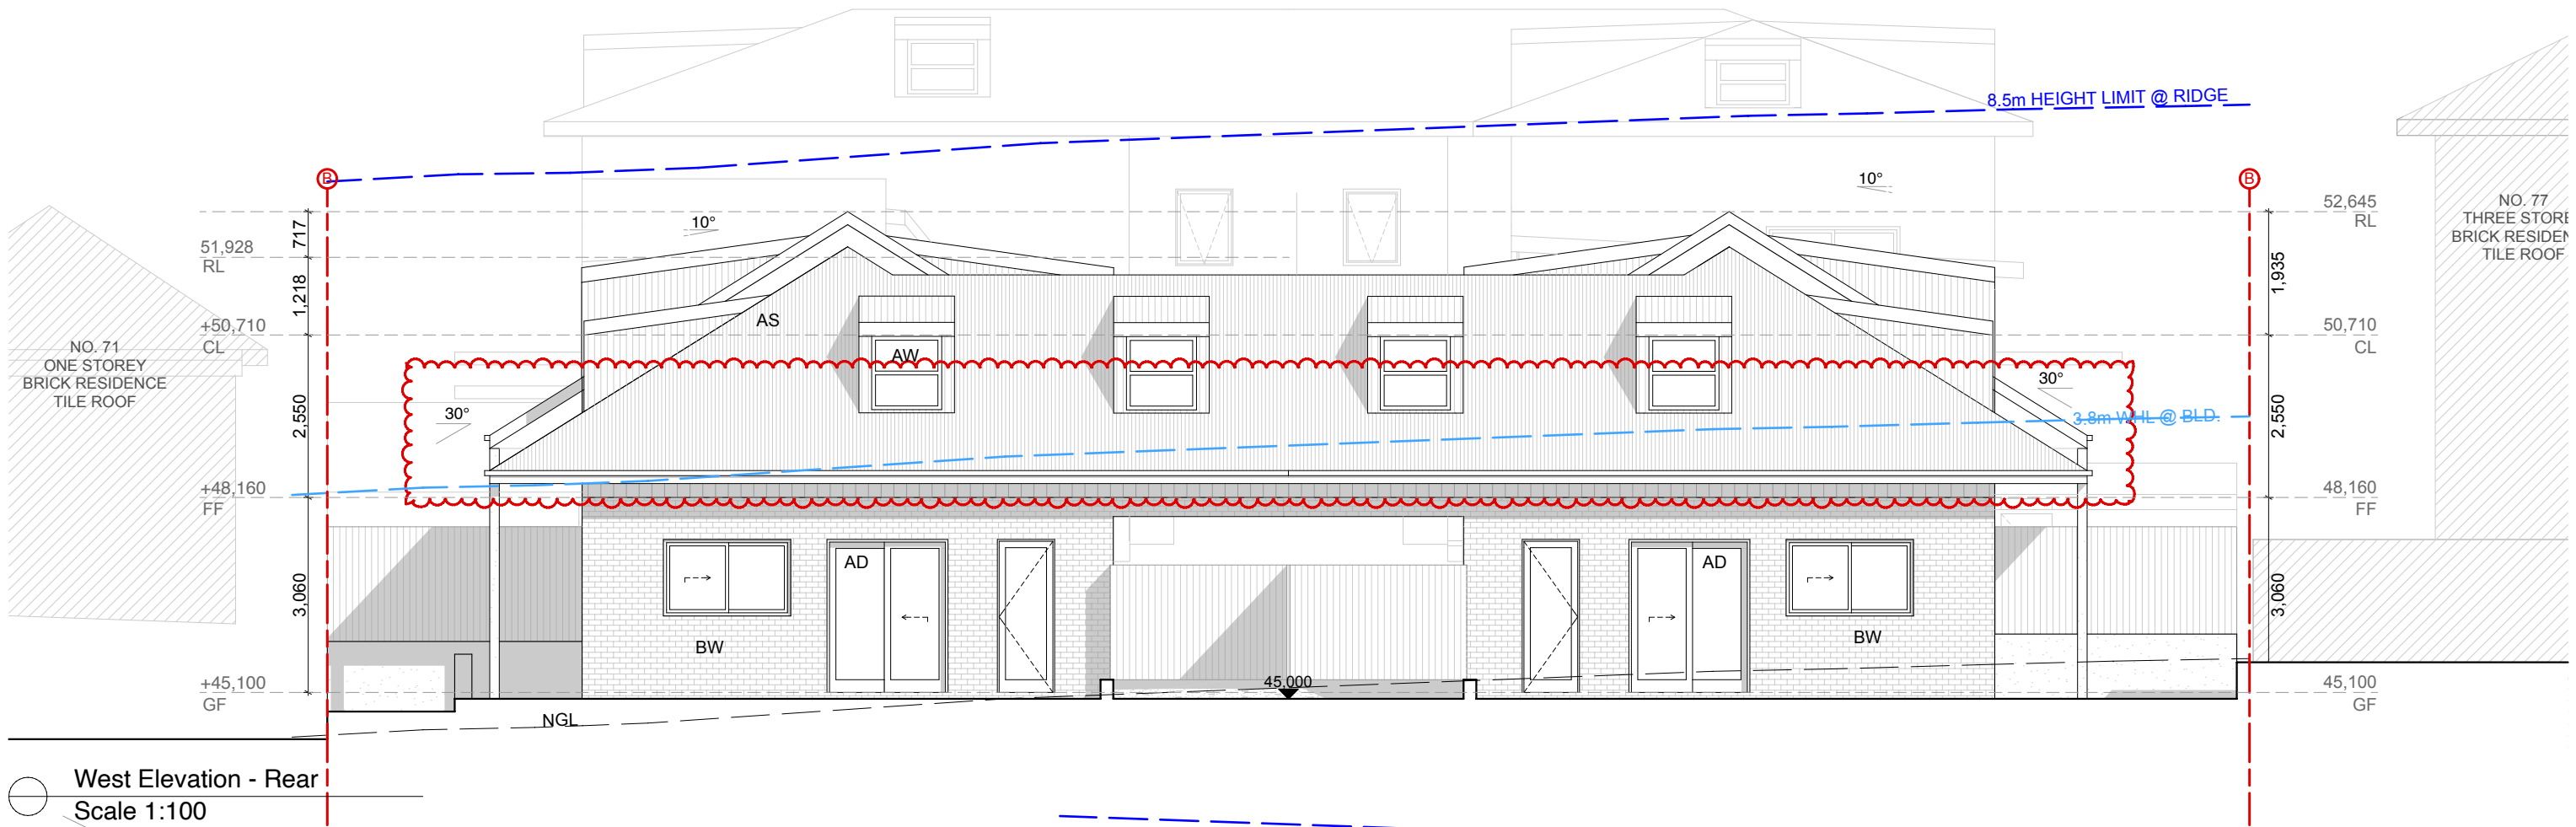 8.5m HEIGHT LIMIT @ RIDGE
B
B
10°
10°
717
51,928
RL
52,645
RL
NO. 77
THREE STORE
BRICK RESIDEN
TILE ROOF
1,218
1,935
AS
+50,710
CL
50,710
CL
NO. 71
ONE STOREY
BRICK RESIDENCE
TILE ROOF
AW
30°
30°
2,550
2,550
3.8m WHL @ BLD.
+48,160
FF
48,160
FF
AD
AD
3,060
3,060
BW
BW
+45,100
GF
45,000
45,100
GF
NGL
West Elevation - Rear
Scale 1:100